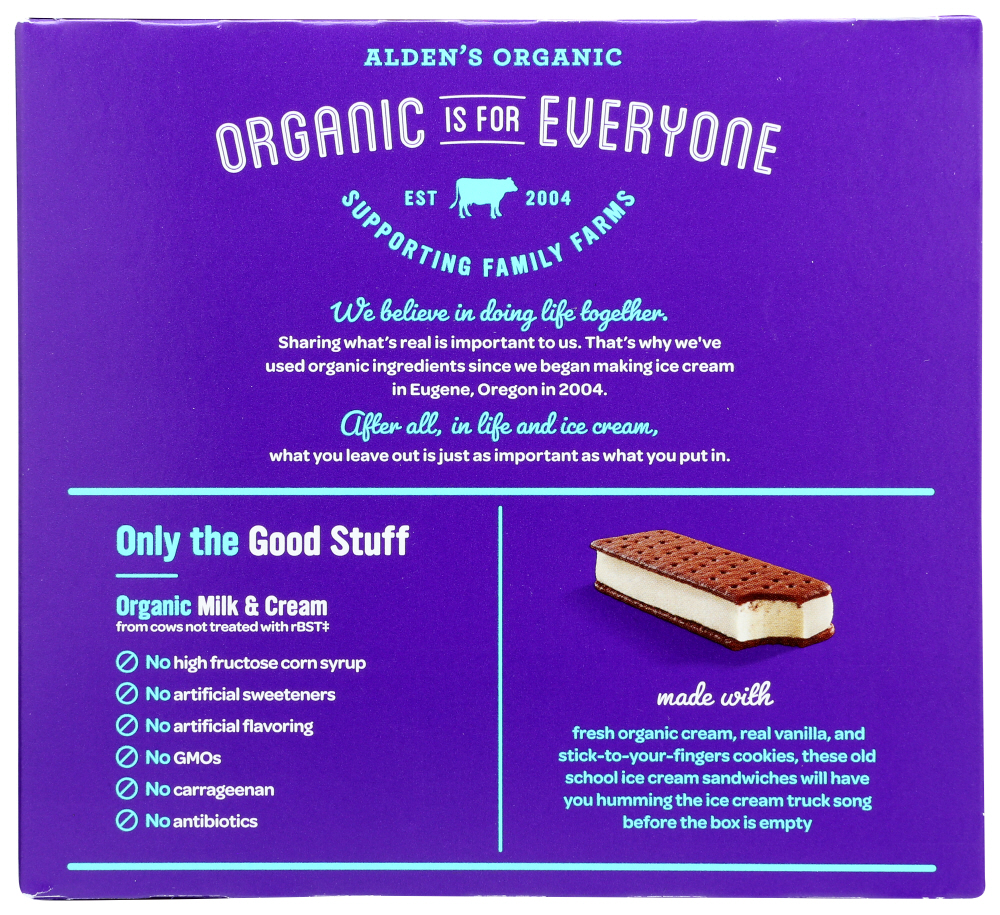 ALDEN'S ORGANIC
ORGANIC IS FOR EVERYONE
EST 2004
SUPPORTING FAMILY FARMS
We believe in doing life together.
Sharing what's real is important to us. That's why we've
used organic ingredients since we began making ice cream
in Eugene, Oregon in 2004.
After all, in life and ice cream,
what you leave out is just as important as what you put in.
Only the Good Stuff
Organic Milk & Cream
from cows not treated with rBST‡
No high fructose corn syrup
No artificial sweeteners
No artificial flavoring
No GMOs
No carrageenan
No antibiotics
made with
fresh organic cream, real vanilla, and
stick-to-your-fingers cookies, these old
school ice cream sandwiches will have
you humming the ice cream truck song
before the box is empty